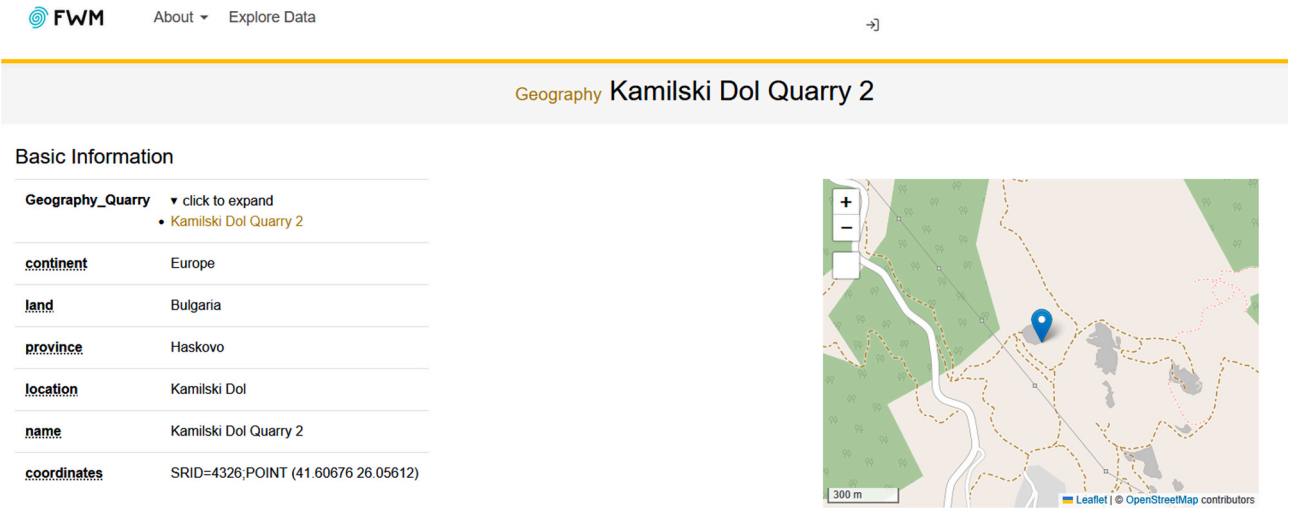 FWM About Explore Data
Geography Kamilski Dol Quarry 2
Basic Information
Geography_Quarry ▾ click to expand
• Kamilski Dol Quarry 2
continent Europe
land Bulgaria
province Haskovo
location Kamilski Dol
name Kamilski Dol Quarry 2
coordinates SRID=4326;POINT (41.60676 26.05612)
+
−
300 m
Leaflet | © OpenStreetMap contributors